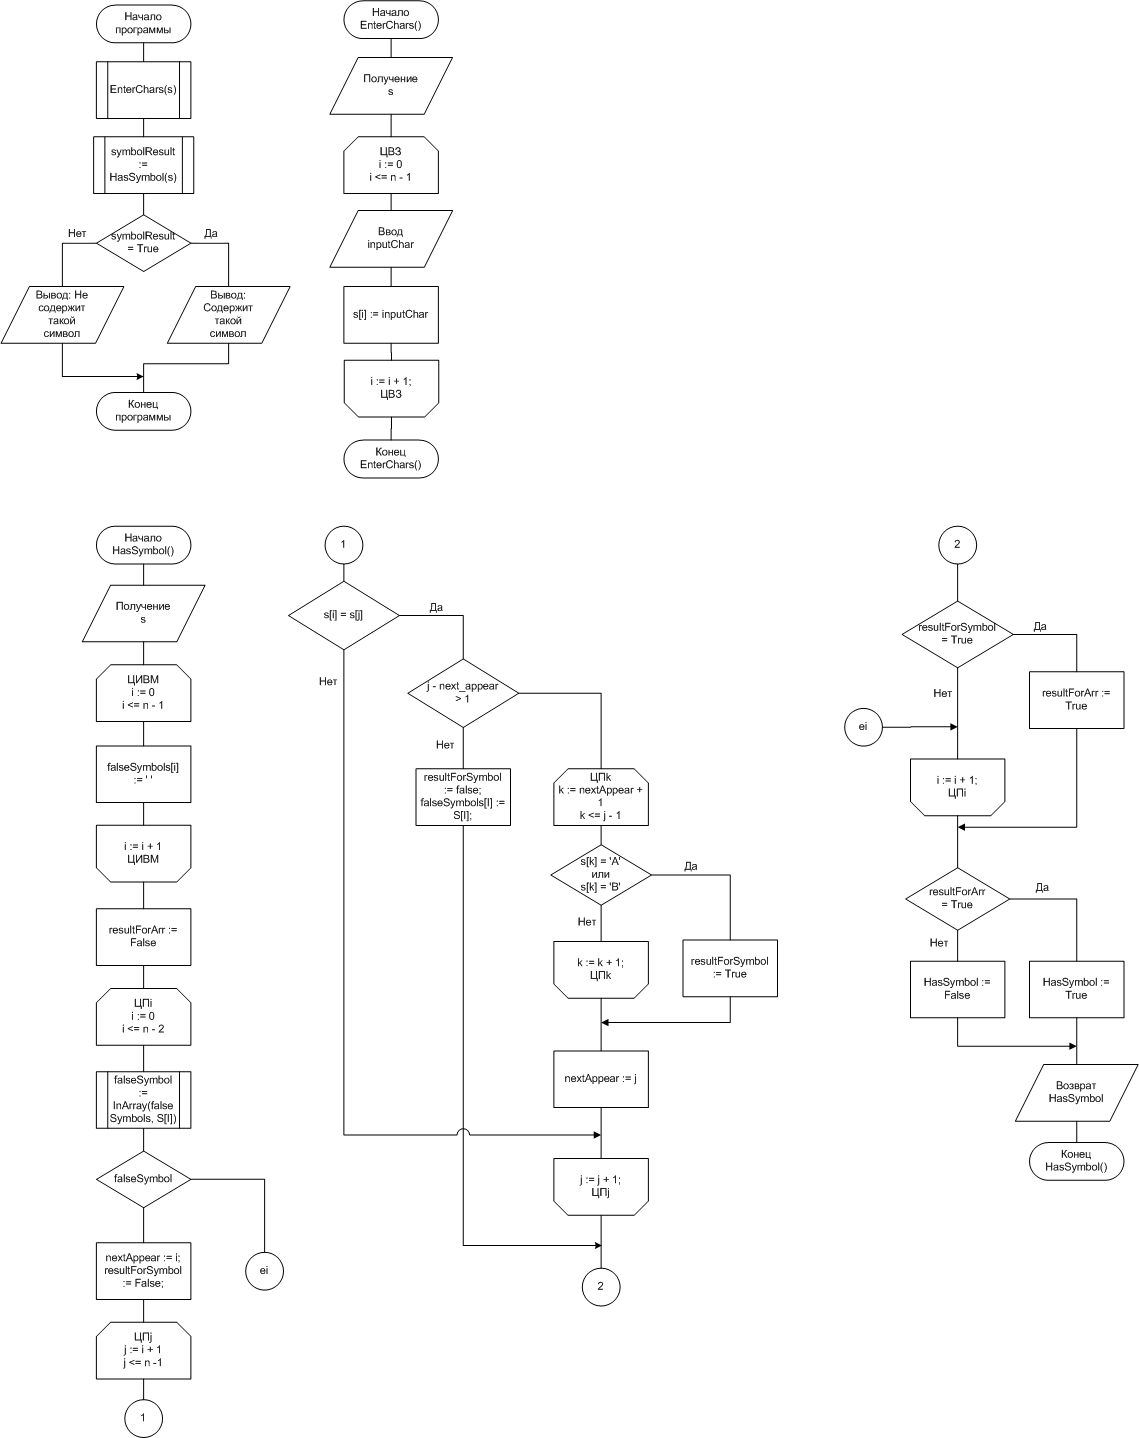 Начало
программы
EnterChars(s)
symbolResult
:=
HasSymbol(s)
symbolResult
= True
Нет
Да
Вывод: Не
содержит
такой
символ
Вывод:
Содержит
такой
символ
Конец
программы
Начало
EnterChars()
Получение
s
ЦВЗ
i := 0
i <= n - 1
Ввод
inputChar
s[i] := inputChar
i := i + 1;
ЦВЗ
Конец
EnterChars()
Начало
HasSymbol()
Получение
s
ЦИВМ
i := 0
i <= n - 1
falseSymbols[i]
:= ' '
i := i + 1
ЦИВМ
resultForArr :=
False
ЦПi
i := 0
i <= n - 2
falseSymbol
:=
InArray(false
Symbols, S[I])
falseSymbol
ei
nextAppear := i;
resultForSymbol
:= False;
ЦПj
j := i + 1
j <= n -1
1
1
s[i] = s[j]
Да
Нет
j - next_appear
> 1
Нет
resultForSymbol
:= false;
falseSymbols[I] :=
S[I];
ЦПk
k := nextAppear +
1
k <= j - 1
s[k] = 'A'
или
s[k] = 'B'
Да
Нет
k := k + 1;
ЦПk
resultForSymbol
:= True
nextAppear := j
j := j + 1;
ЦПj
2
2
resultForSymbol
= True
Да
Нет
resultForArr :=
True
ei
i := i + 1;
ЦПi
resultForArr
= True
Да
Нет
HasSymbol :=
False
HasSymbol :=
True
Возврат
HasSymbol
Конец
HasSymbol()